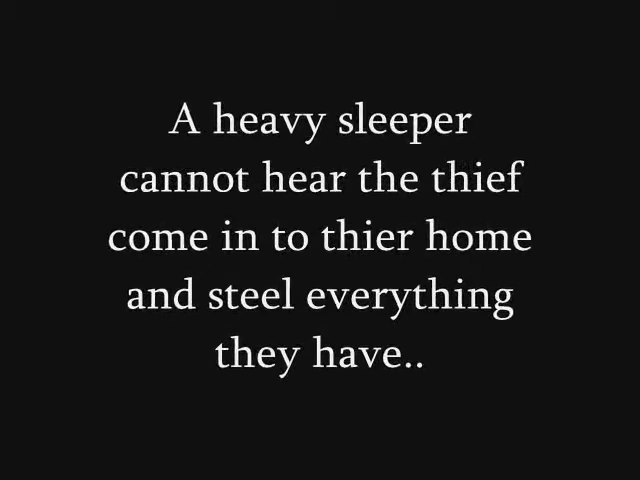 A heavy sleeper
cannot hear the thief
come in to thier home
and steel everything
they have..